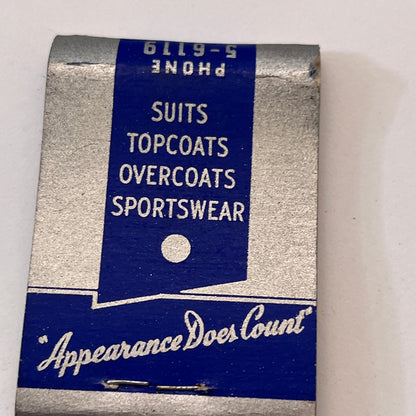 PHONE
5-6119
SUITS
TOPCOATS
OVERCOATS
SPORTSWEAR
"Appearance Does Count"